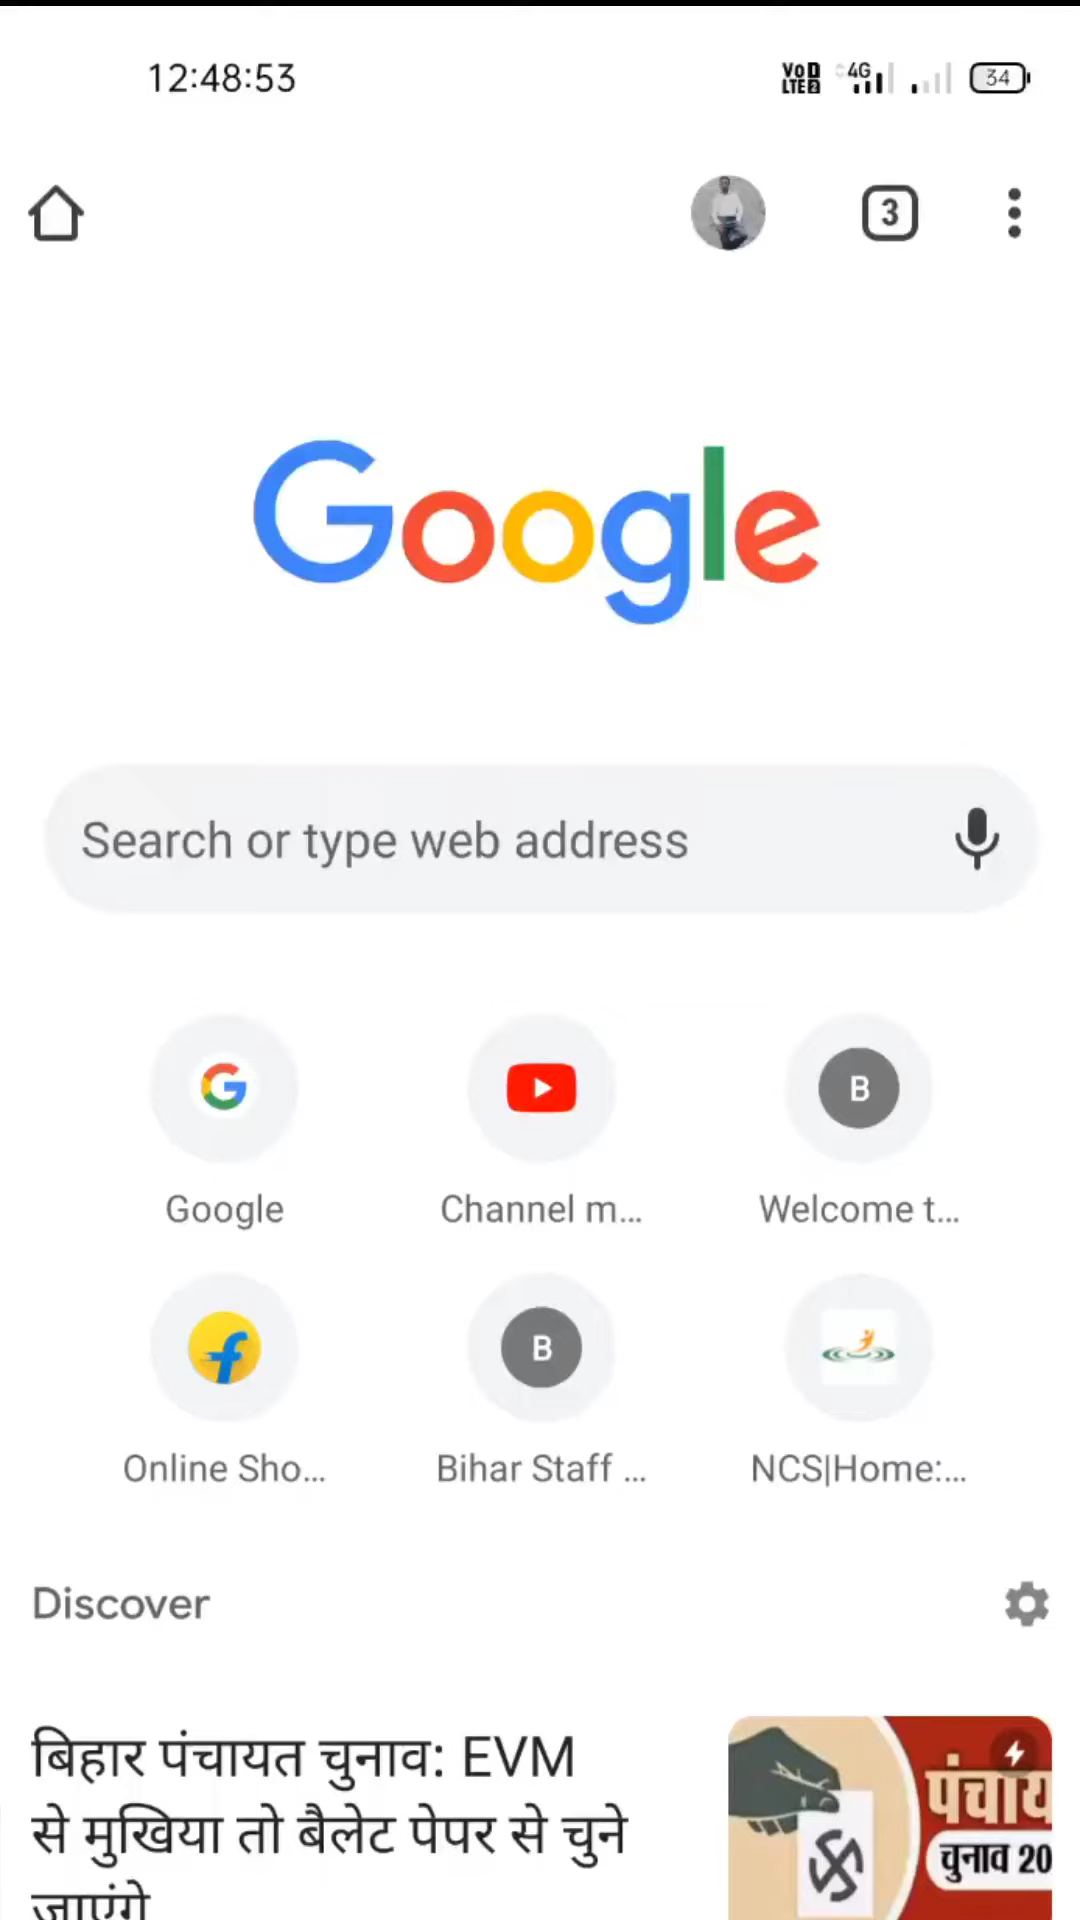 12:48:53 VoD LTE2 4G 34
3
Google
Search or type web address
G B
Google Channel m... Welcome t...
f B
Online Sho... Bihar Staff ... NCS|Home:...
Discover
बिहार पंचायत चुनाव: EVM
से मुखिया तो बैलेट पेपर से चुने
जाएंगे
पंचाय
चुनाव 20